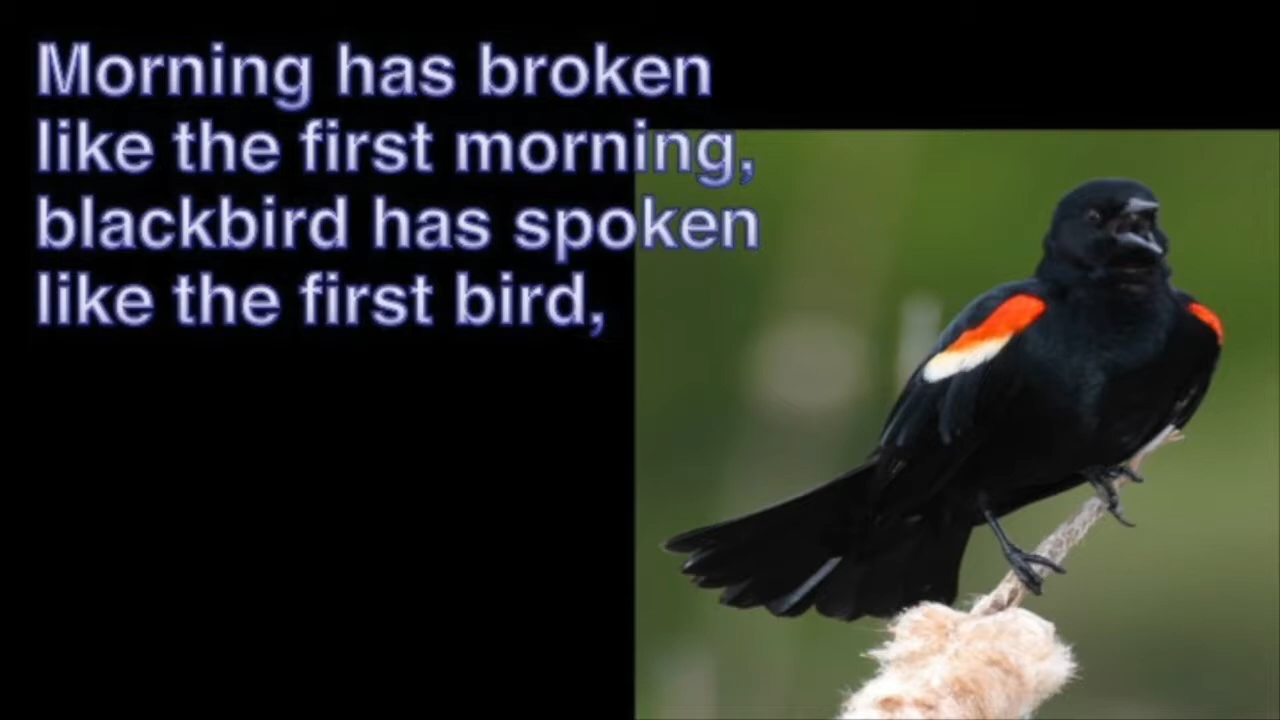 Morning has broken
like the first morning,
blackbird has spoken
like the first bird,